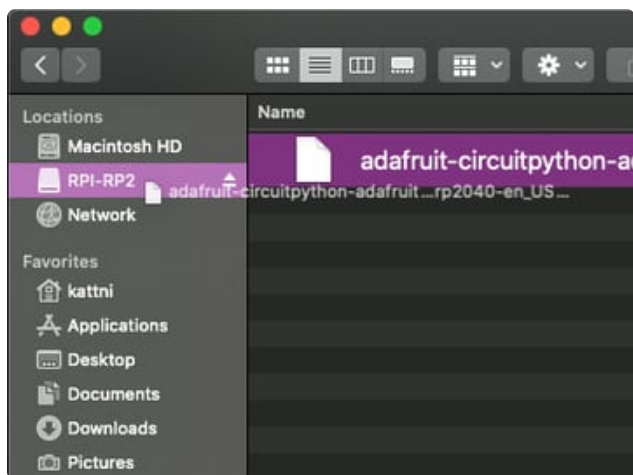 Locations
Name
Macintosh HD
adafruit-circuitpython-a
RPI-RP2
adafruit-circuitpython-adafruit...rp2040-en_US...
Network
Favorites
kattni
Applications
Desktop
Documents
Downloads
Pictures